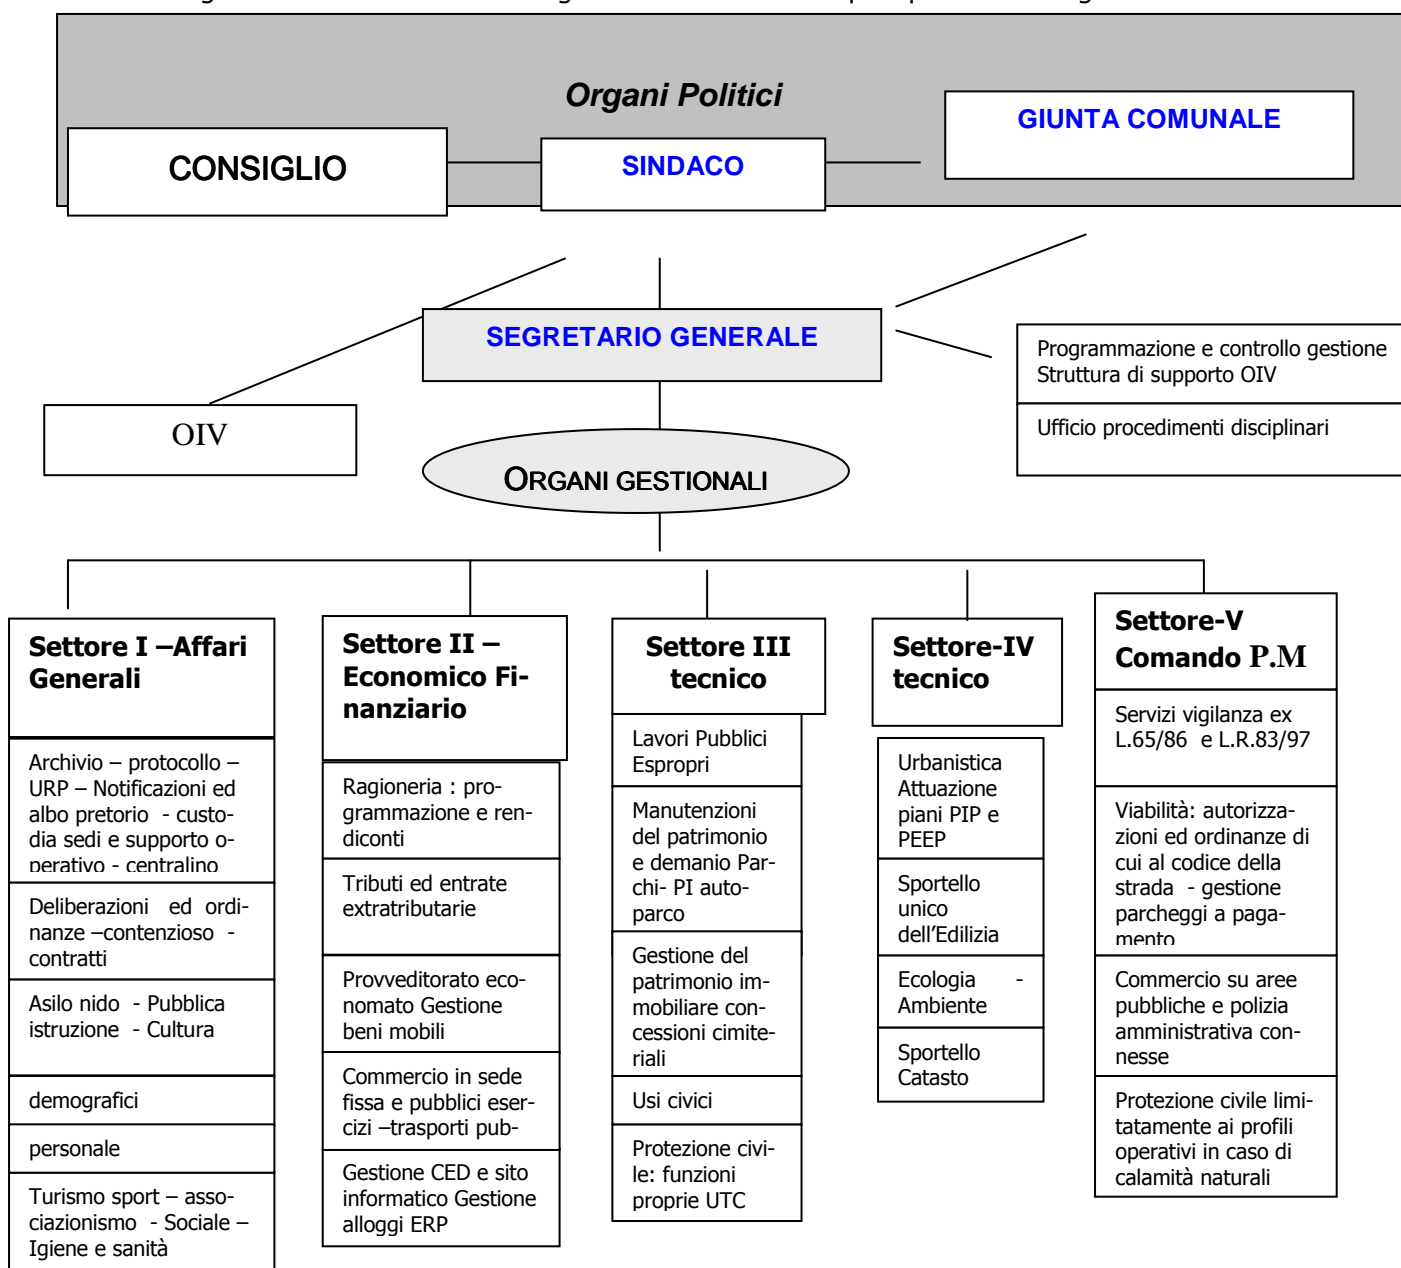 Organi Politici
CONSIGLIO
SINDACO
GIUNTA COMUNALE
SEGRETARIO GENERALE
Programmazione e controllo gestione
Struttura di supporto OIV
Ufficio procedimenti disciplinari
OIV
ORGANI GESTIONALI
Settore I –Affari
Generali
Archivio – protocollo –
URP – Notificazioni ed
albo pretorio - custo-
dia sedi e supporto o-
perativo - centralino
Deliberazioni ed ordi-
nanze –contenzioso -
contratti
Asilo nido - Pubblica
istruzione - Cultura
demografici
personale
Turismo sport – asso-
ciazionismo - Sociale –
Igiene e sanità
Settore II –
Economico Fi-
nanziario
Ragioneria : pro-
grammazione e ren-
diconti
Tributi ed entrate
extratributarie
Provveditorato eco-
nomato Gestione
beni mobili
Commercio in sede
fissa e pubblici eser-
cizi –trasporti pub-
Gestione CED e sito
informatico Gestione
alloggi ERP
Settore III
tecnico
Lavori Pubblici
Espropri
Manutenzioni
del patrimonio
e demanio Par-
chi- PI auto-
parco
Gestione del
patrimonio im-
mobiliare con-
cessioni cimite-
riali
Usi civici
Protezione civi-
le: funzioni
proprie UTC
Settore-IV
tecnico
Urbanistica
Attuazione
piani PIP e
PEEP
Sportello
unico
dell’Edilizia
Ecologia -
Ambiente
Sportello
Catasto
Settore-V
Comando P.M
Servizi vigilanza ex
L.65/86 e L.R.83/97
Viabilità: autorizza-
zioni ed ordinanze di
cui al codice della
strada - gestione
parcheggi a paga-
mento
Commercio su aree
pubbliche e polizia
amministrativa con-
nesse
Protezione civile limi-
tatamente ai profili
operativi in caso di
calamità naturali